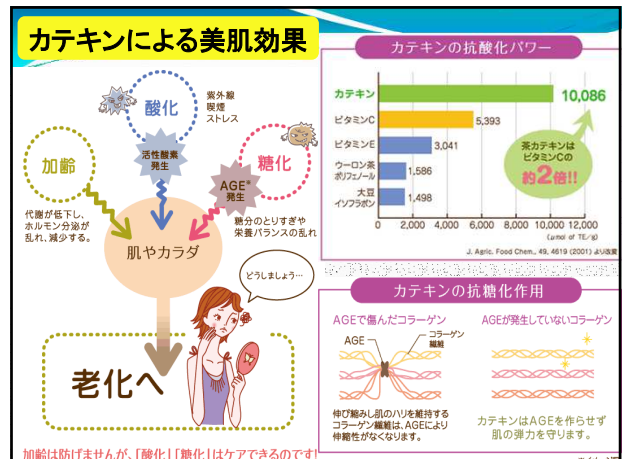 カテキンによる美肌効果
酸化
紫外線
喫煙
ストレス
加齢
活性酸素
発生
糖化
AGE*
発生
代謝が低下し、
ホルモン分泌が
乱れ、減少する。
糖分のとりすぎや
栄養バランスの乱れ
肌やカラダ
どうしましょう…
老化へ
加齢は防げませんが、「酸化」「糖化」はケアできるのです!
カテキンの抗酸化パワー
カテキン
10,086
ビタミンC
5,393
ビタミンE
3,041
ウーロン茶
ポリフェノール
1,586
大豆
イソフラボン
1,498
茶カテキンは
ビタミンCの
約2倍!!
0 2,000 4,000 6,000 8,000 10,000 12,000
(μmol of TE/g)
J. Agric. Food Chem., 49, 4619 (2001) より改変
カテキンの抗糖化作用
AGEで傷んだコラーゲン
AGE
コラーゲン
繊維
伸び縮みし肌のハリを維持する
コラーゲン繊維は、AGEにより
伸縮性がなくなります。
AGEが発生していないコラーゲン
カテキンはAGEを作らせず
肌の弾力を守ります。